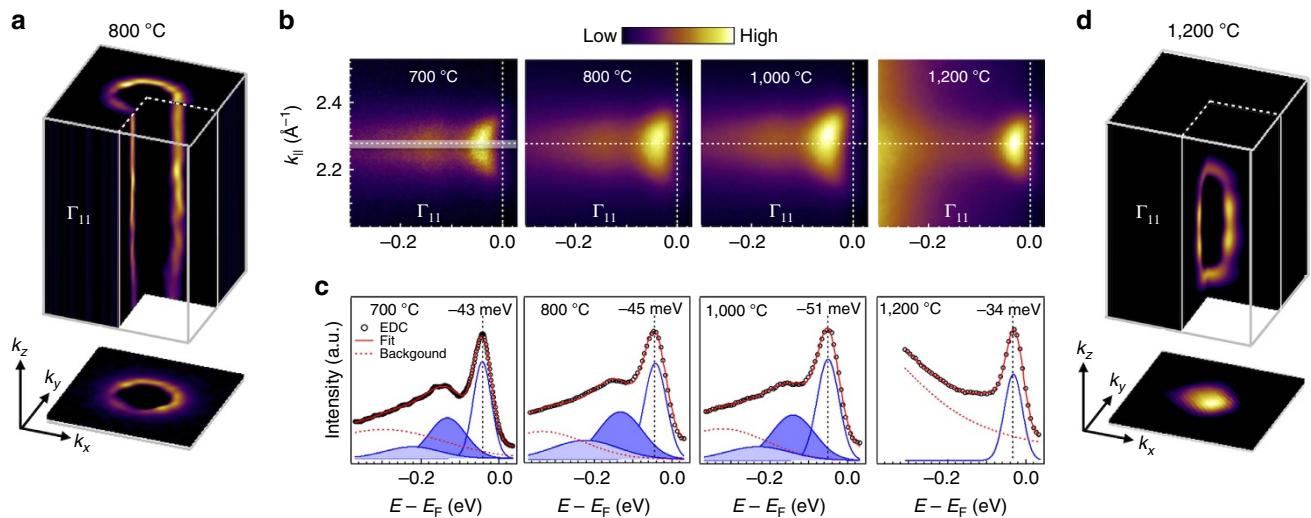 a
800 °C
Γ11
kz
ky
kx
b
Low High
700 °C 800 °C 1,000 °C 1,200 °C
k|| (Å−1)
2.4
2.2
Γ11 Γ11 Γ11 Γ11
−0.2 0.0 −0.2 0.0 −0.2 0.0 −0.2 0.0
c
700 °C −43 meV 800 °C −45 meV 1,000 °C −51 meV 1,200 °C −34 meV
EDC
Fit
Backgound
Intensity (a.u.)
−0.2 0.0 −0.2 0.0 −0.2 0.0 −0.2 0.0
E − EF (eV) E − EF (eV) E − EF (eV) E − EF (eV)
d
1,200 °C
Γ11
kz
ky
kx